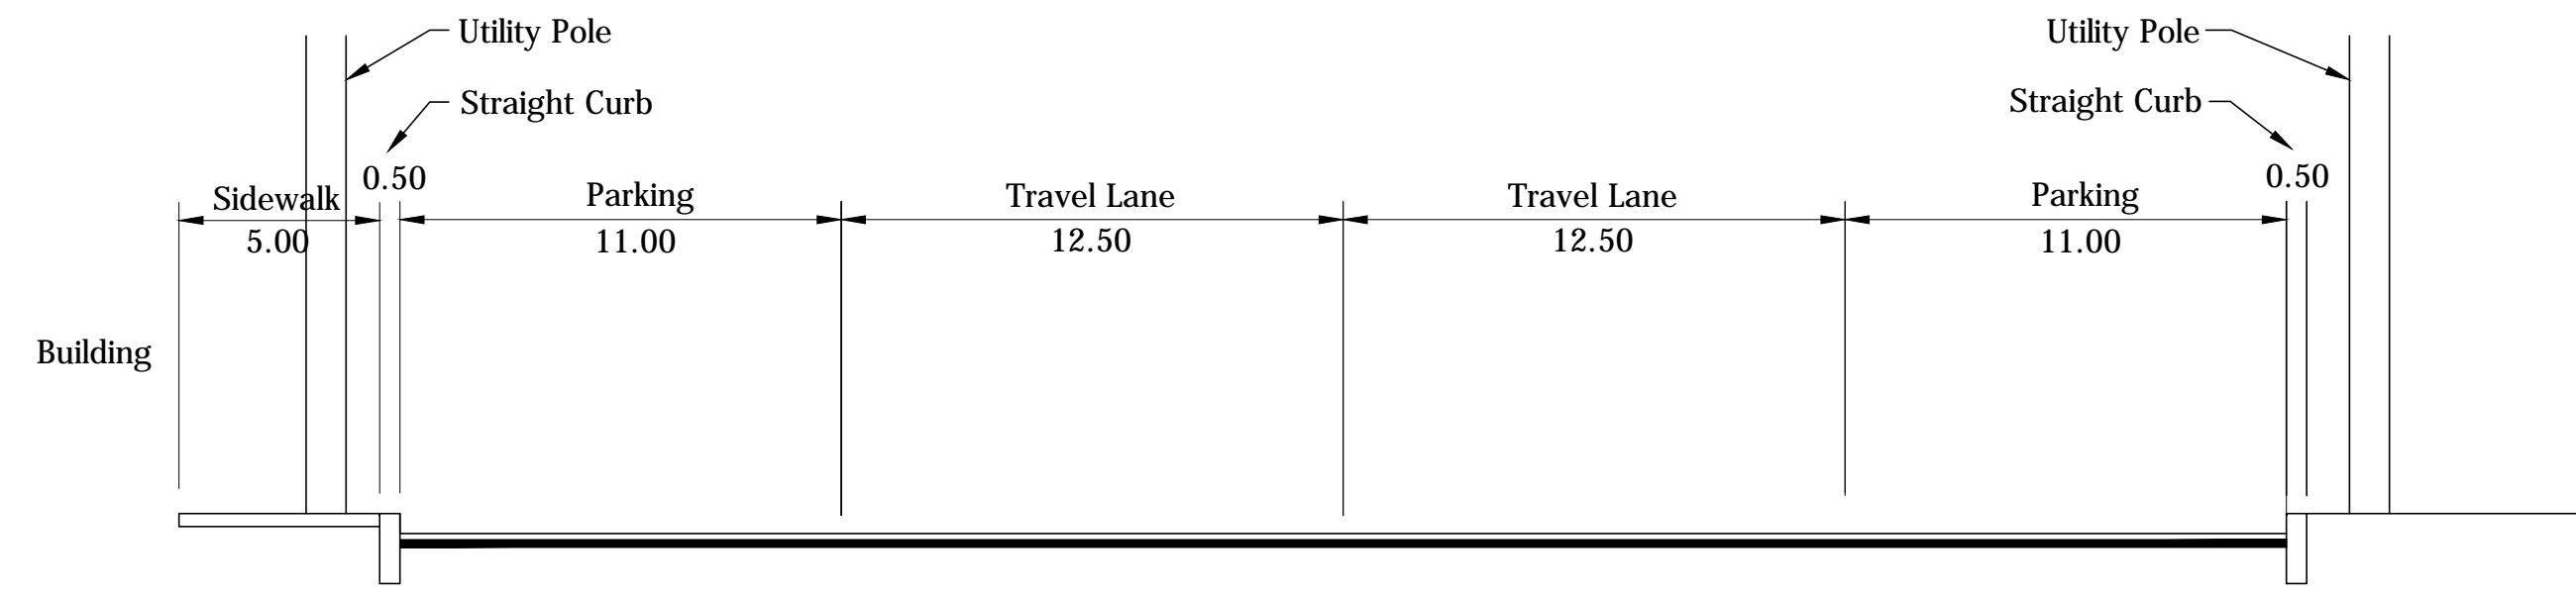 Utility Pole
Utility Pole
Straight Curb
Straight Curb
0.50
0.50
Sidewalk
Parking
Travel Lane
Travel Lane
Parking
5.00
11.00
12.50
12.50
11.00
Building